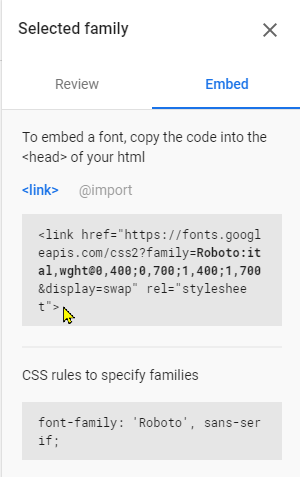 Selected family
Review
Embed
To embed a font, copy the code into the
<head> of your html
<link>
@import
<link href="https://fonts.googl
eapis.com/css2?family=Roboto:it
al,wght@0,400;0,700;1,400;1,700
&display=swap" rel="styleshee
t">
CSS rules to specify families
font-family: 'Roboto', sans-ser
if;